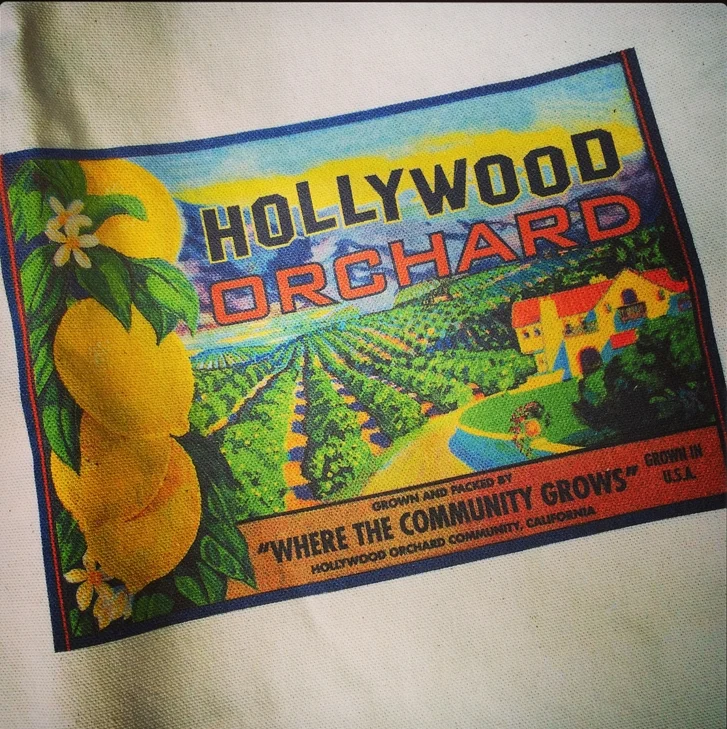 HOLLYWOOD
ORCHARD
GROWN AND PACKED BY
"WHERE THE COMMUNITY GROWS"
HOLLYWOOD ORCHARD COMMUNITY, CALIFORNIA
GROWN IN
U.S.A.